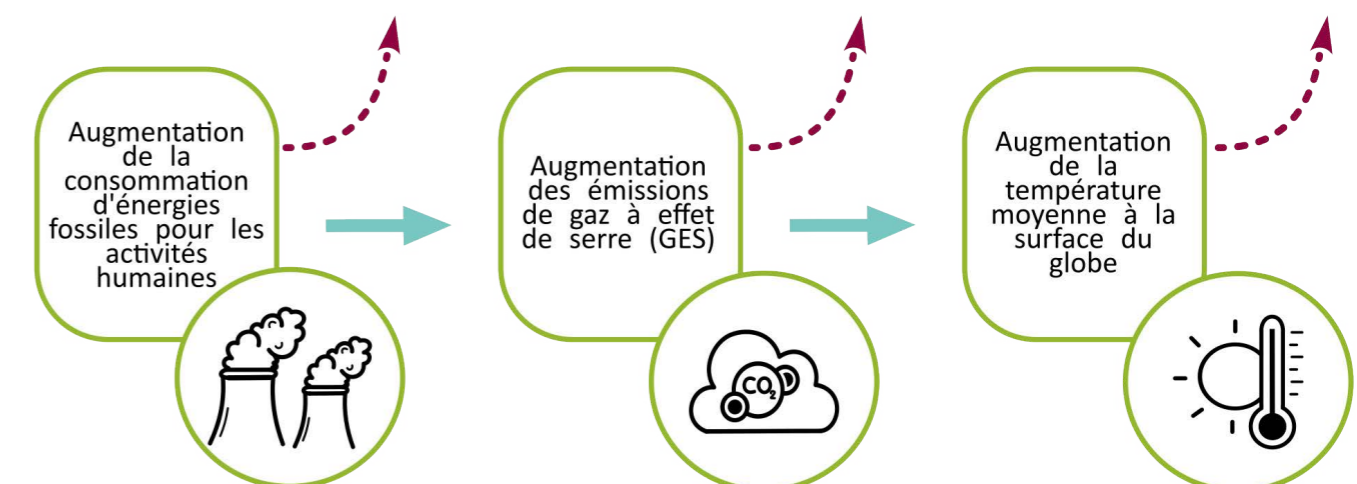 Augmentation
de la
consommation
d'énergies
fossiles pour les
activités
humaines
Augmentation
des émissions
de gaz à effet
de serre (GES)
CO₂
Augmentation
de la
température
moyenne à la
surface du
globe